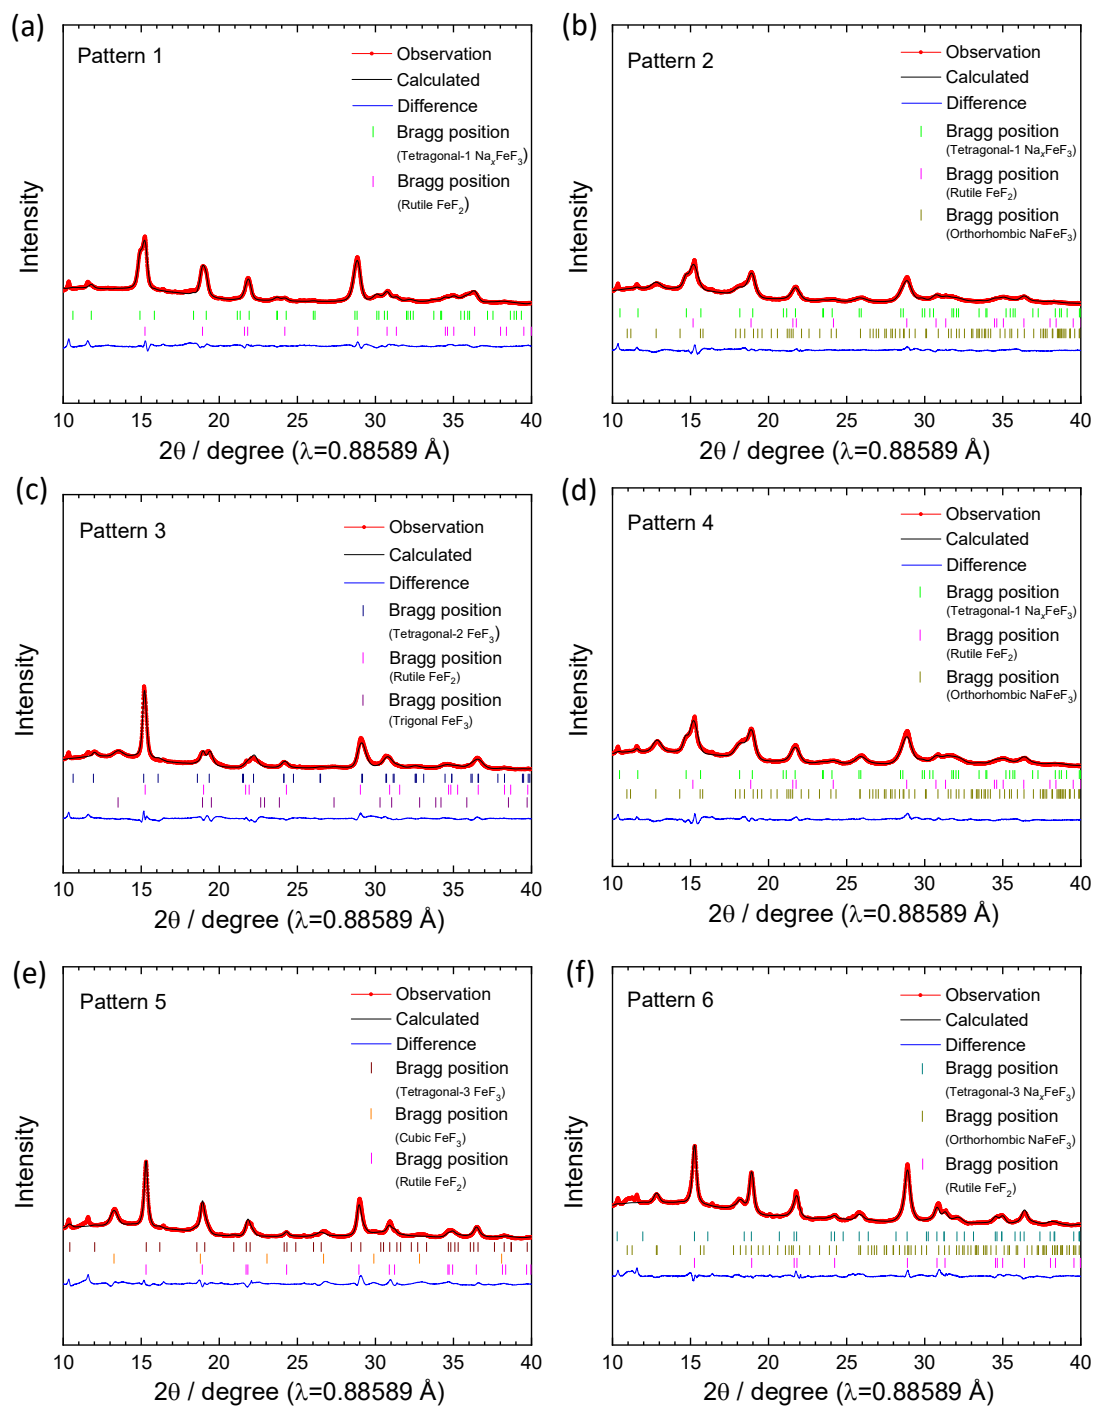 (a)
Pattern 1
Observation
Calculated
Difference
Bragg position
(Tetragonal-1 NaxFeF3)
Bragg position
(Rutile FeF2)
Intensity
10 15 20 25 30 35 40
2θ / degree (λ=0.88589 Å)
(b)
Pattern 2
Observation
Calculated
Difference
Bragg position
(Tetragonal-1 NaxFeF3)
Bragg position
(Rutile FeF2)
Bragg position
(Orthorhombic NaFeF3)
Intensity
10 15 20 25 30 35 40
2θ / degree (λ=0.88589 Å)
(c)
Pattern 3
Observation
Calculated
Difference
Bragg position
(Tetragonal-2 FeF3)
Bragg position
(Rutile FeF2)
Bragg position
(Trigonal FeF3)
Intensity
10 15 20 25 30 35 40
2θ / degree (λ=0.88589 Å)
(d)
Pattern 4
Observation
Calculated
Difference
Bragg position
(Tetragonal-1 NaxFeF3)
Bragg position
(Rutile FeF2)
Bragg position
(Orthorhombic NaFeF3)
Intensity
10 15 20 25 30 35 40
2θ / degree (λ=0.88589 Å)
(e)
Pattern 5
Observation
Calculated
Difference
Bragg position
(Tetragonal-3 FeF3)
Bragg position
(Cubic FeF3)
Bragg position
(Rutile FeF2)
Intensity
10 15 20 25 30 35 40
2θ / degree (λ=0.88589 Å)
(f)
Pattern 6
Observation
Calculated
Difference
Bragg position
(Tetragonal-3 NaxFeF3)
Bragg position
(Orthorhombic NaFeF3)
Bragg position
(Rutile FeF2)
Intensity
10 15 20 25 30 35 40
2θ / degree (λ=0.88589 Å)